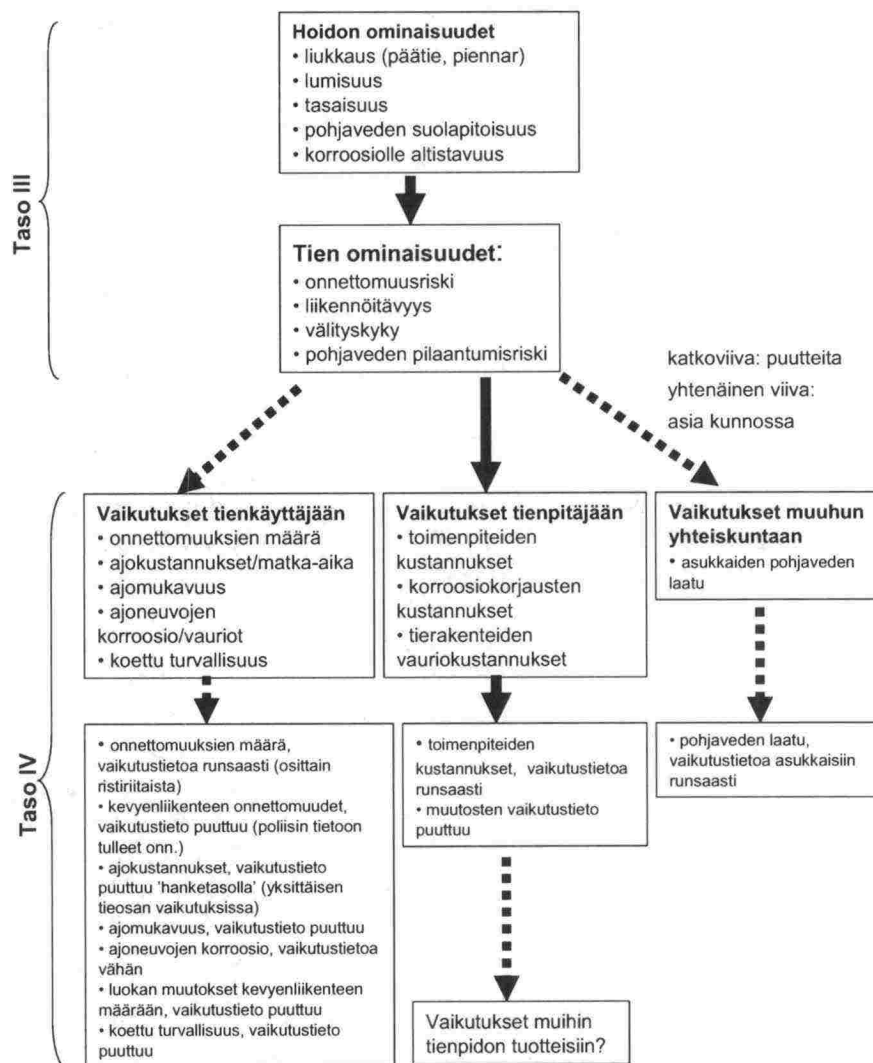 Hoidon ominaisuudet
• liukkaus (päätie, piennar)
• lumisuus
• tasaisuus
• pohjaveden suolapitoisuus
• korroosiolle altistavuus
Taso III
Tien ominaisuudet:
• onnettomuusriski
• liikennöitävyys
• välityskyky
• pohjaveden pilaantumisriski
katkoviiva: puutteita
yhtenäinen viiva:
asia kunnossa
Taso IV
Vaikutukset tienkäyttäjään
• onnettomuuksien määrä
• ajokustannukset/matka-aika
• ajomukavuus
• ajoneuvojen
korroosio/vauriot
• koettu turvallisuus
Vaikutukset tienpitäjään
• toimenpiteiden
kustannukset
• korroosiokorjausten
kustannukset
• tierakenteiden
vauriokustannukset
Vaikutukset muuhun
yhteiskuntaan
• asukkaiden pohjaveden
laatu
• onnettomuuksien määrä,
vaikutustietoa runsaasti (osittain
ristiriitaista)
• kevyenliikenteen onnettomuudet,
vaikutustieto puuttuu (poliisin tietoon
tulleet onn.)
• ajokustannukset, vaikutustieto
puuttuu 'hanketasolla' (yksittäisen
tieosan vaikutuksissa)
• ajomukavuus, vaikutustieto puuttuu
• ajoneuvojen korroosio, vaikutustietoa
vähän
• luokan muutokset kevyenliikenteen
määrään, vaikutustieto puuttuu
• koettu turvallisuus, vaikutustieto
puuttuu
• toimenpiteiden
kustannukset, vaikutustietoa
runsaasti
• muutosten vaikutustieto
puuttuu
• pohjaveden laatu,
vaikutustietoa asukkaisiin
runsaasti
Vaikutukset muihin
tienpidon tuotteisiin?